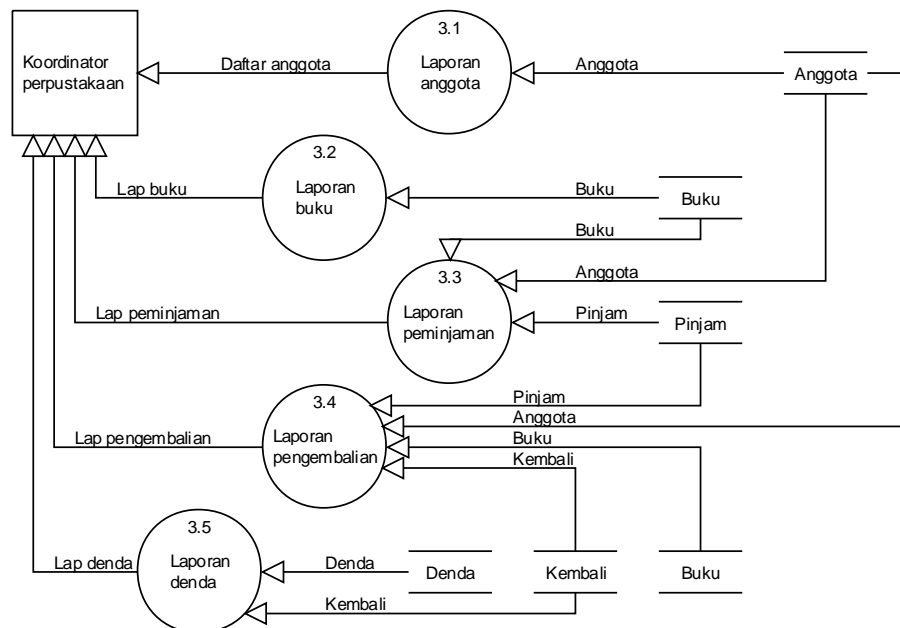 3.1
Koordinator
perpustakaan
Daftar anggota
Laporan
anggota
Anggota
Anggota
3.2
Lap buku
Laporan
buku
Buku
Buku
Buku
3.3
Anggota
Lap peminjaman
Laporan
peminjaman
Pinjam
Pinjam
3.4
Pinjam
Anggota
Lap pengembalian
Laporan
pengembalian
Buku
Kembali
3.5
Lap denda
Laporan
denda
Denda
Denda
Kembali
Buku
Kembali